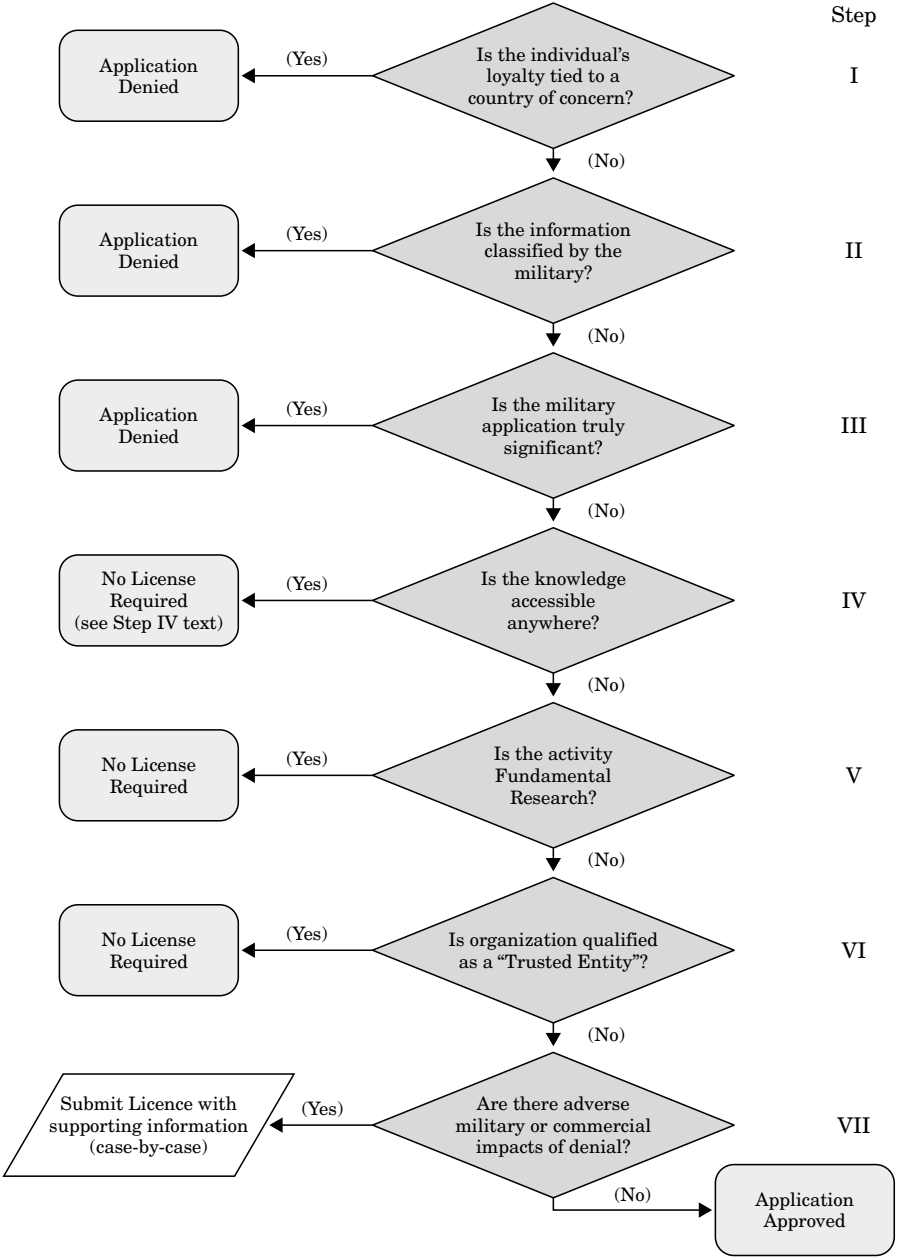 Step
Is the individual's
loyalty tied to a
country of concern?
(Yes)
Application
Denied
I
(No)
Is the information
classified by the
military?
(Yes)
Application
Denied
II
(No)
Is the military
application truly
significant?
(Yes)
Application
Denied
III
(No)
Is the knowledge
accessible
anywhere?
(Yes)
No License
Required
(see Step IV text)
IV
(No)
Is the activity
Fundamental
Research?
(Yes)
No License
Required
V
(No)
Is organization qualified
as a “Trusted Entity”?
(Yes)
No License
Required
VI
(No)
Are there adverse
military or commercial
impacts of denial?
(Yes)
Submit Licence with
supporting information
(case-by-case)
VII
(No)
Application
Approved